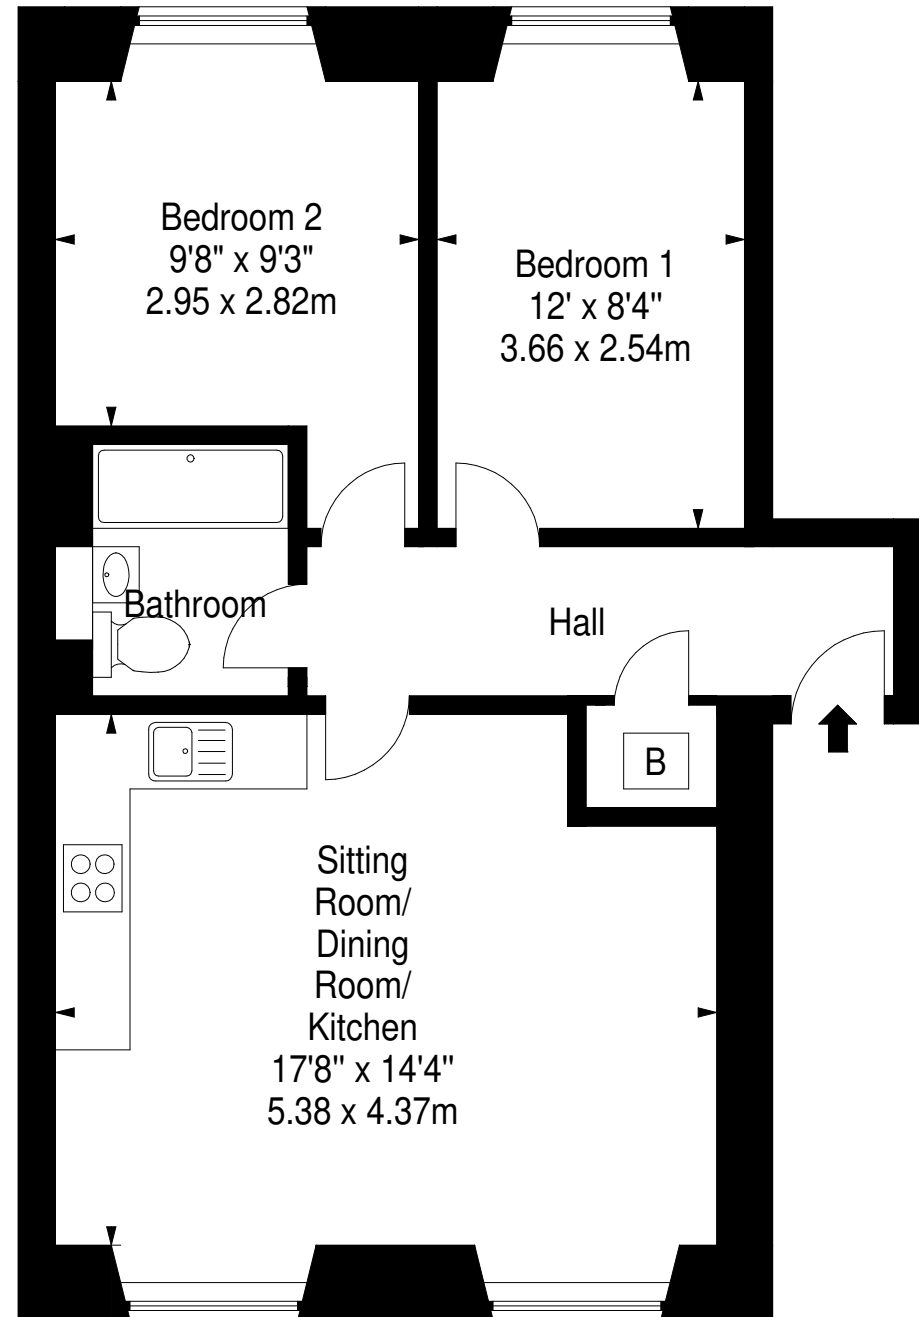 Bedroom 2
9'8" x 9'3"
2.95 x 2.82m
Bedroom 1
12' x 8'4"
3.66 x 2.54m
Bathroom
Hall
B
Sitting
Room/
Dining
Room/
Kitchen
17'8" x 14'4"
5.38 x 4.37m